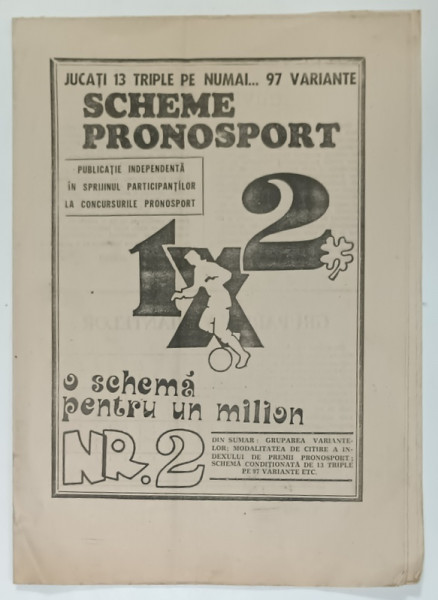 JUCAȚI 13 TRIPLE PE NUMAI... 97 VARIANTE
SCHEME
PRONOSPORT
PUBLICAȚIE INDEPENDENTĂ
ÎN SPRIJINUL PARTICIPANȚILOR
LA CONCURSURILE PRONOSPORT
1X2
o schemă
pentru un milion
NR. 2
DIN SUMAR: GRUPAREA VARIANTE-
LOR; MODALITATEA DE CITIRE A IN-
DEXULUI DE PREMII PRONOSPORT;
SCHEMĂ CONDIȚIONATĂ DE 13 TRIPLE
PE 97 VARIANTE ETC.